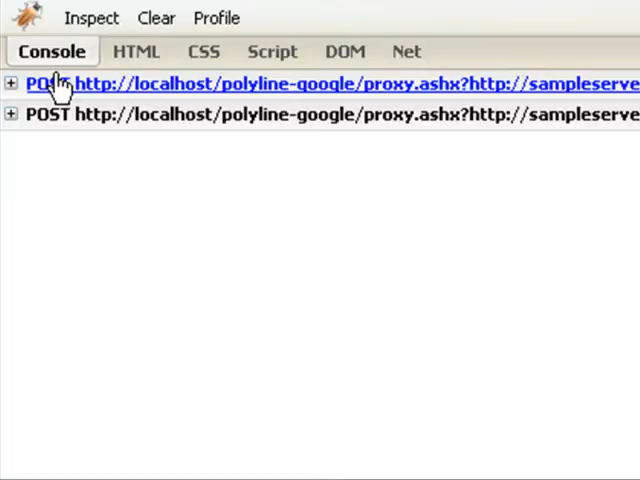 Inspect Clear Profile
Console HTML CSS Script DOM Net
POST http://localhost/polyline-google/proxy.ashx?http://sampleserve
POST http://localhost/polyline-google/proxy.ashx?http://sampleserve